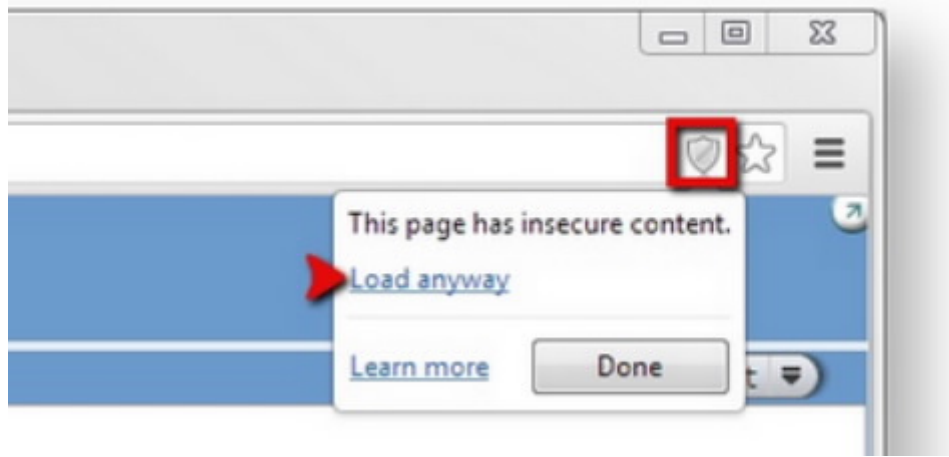 This page has insecure content.
Load anyway
Learn more
Done
t